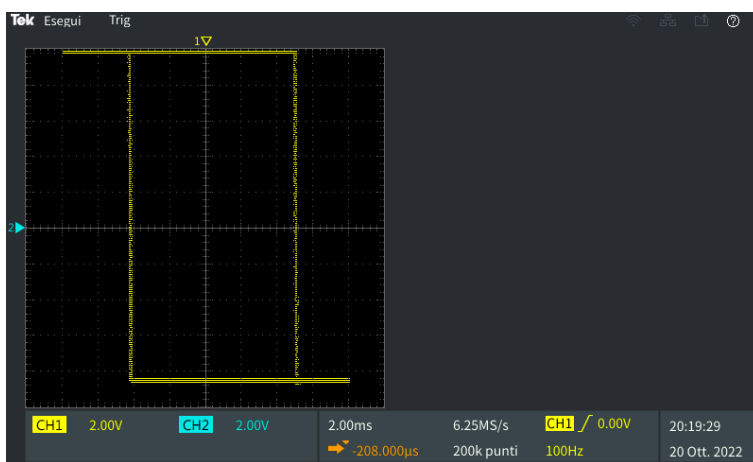 Tek Esegui Trig
1
2
CH1 2.00V CH2 2.00V 2.00ms 6.25MS/s CH1 0.00V 20:19:29
-208.000µs 200k punti 100Hz 20 Ott. 2022